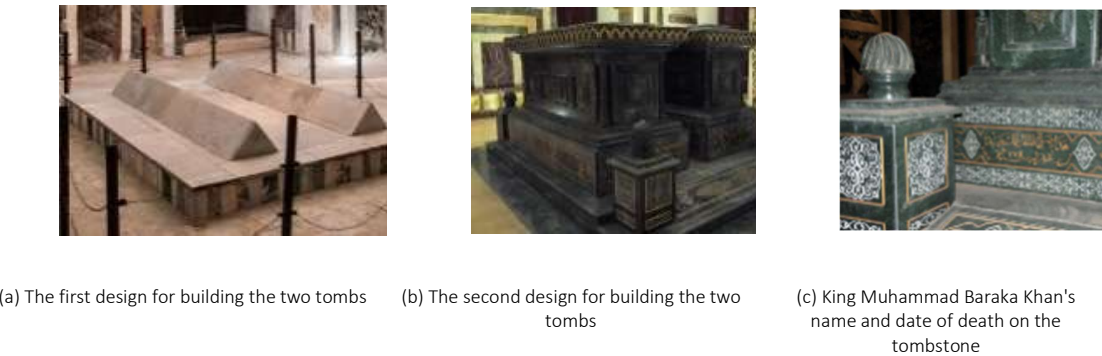 (a) The first design for building the two tombs
(b) The second design for building the two
tombs
(c) King Muhammad Baraka Khan's
name and date of death on the
tombstone